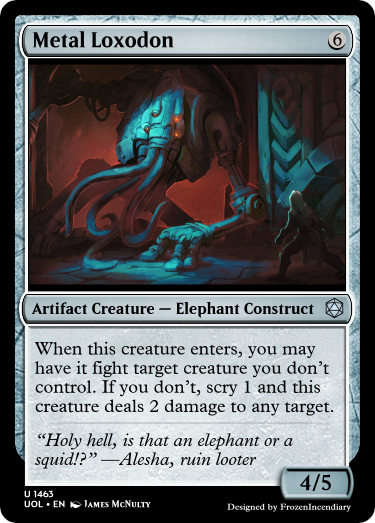 Metal Loxodon 6
Artifact Creature — Elephant Construct
When this creature enters, you may
have it fight target creature you don't
control. If you don't, scry 1 and this
creature deals 2 damage to any target.
“Holy hell, is that an elephant or a
squid!?” —Alesha, ruin looter
4/5
U 1463
UOL • EN James McNulty
Designed by FrozenIncendiary